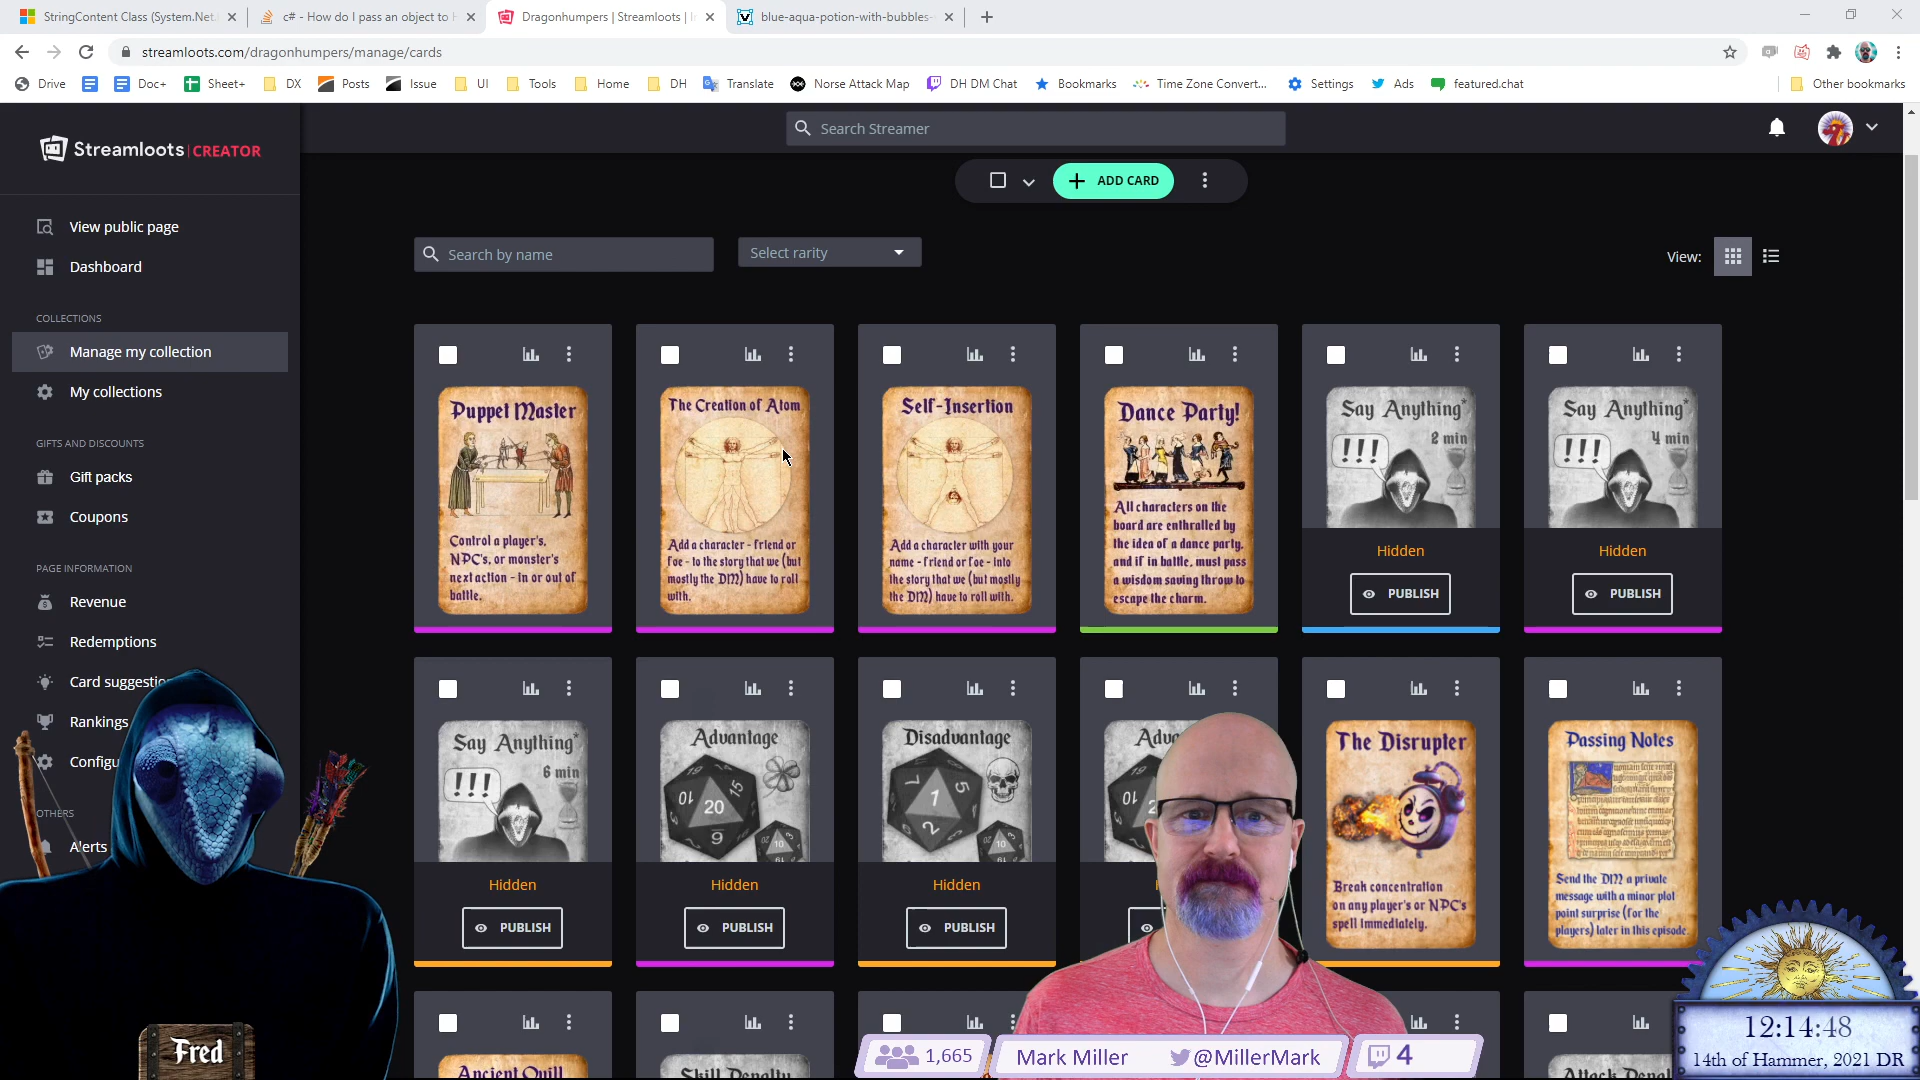 StringContent Class (System.Net.
c# - How do I pass an object to H
Dragonhumpers | Streamloots | I
blue-aqua-potion-with-bubbles-
streamloots.com/dragonhumpers/manage/cards
Drive
Doc+
Sheet+
DX
Posts
Issue
UI
Tools
Home
DH
Translate
Norse Attack Map
DH DM Chat
Bookmarks
Time Zone Convert...
Settings
Ads
featured.chat
Other bookmarks
Streamloots | CREATOR
Search Streamer
ADD CARD
View public page
Dashboard
COLLECTIONS
Manage my collection
My collections
GIFTS AND DISCOUNTS
Gift packs
Coupons
PAGE INFORMATION
Revenue
Redemptions
Card suggestio
Rankings
Configu
OTHERS
Alerts
Search by name
Select rarity
View:
Puppet Master
Control a player's,
NPC's, or monster's
next action - in or out of
battle.
The Creation of Atom
Add a character - friend or
foe - to the story that we (but
mostly the DM) have to roll
with.
Self-Insertion
Add a character with your
name - friend or foe - into
the story that we (but mostly
the DM) have to roll with.
Dance Party!
All characters on the
board are enthralled by
the idea of a dance party,
and if in battle, must pass
a wisdom saving throw to
escape the charm.
Say Anything*
2 min
!!!
Hidden
PUBLISH
Say Anything*
4 min
!!!
Hidden
PUBLISH
Say Anything*
6 min
!!!
Hidden
PUBLISH
Advantage
20
Hidden
PUBLISH
Disadvantage
1
Hidden
PUBLISH
Adva
The Disrupter
Break concentration
on any player's or NPC's
spell immediately.
Passing Notes
Send the DM a private
message with a minor plot
point surprise (for the
players) later in this episode.
Ancient Quill
Skill Penalty
Fred
1,665
Mark Miller
@MillerMark
4
12:14:48
14th of Hammer, 2021 DR